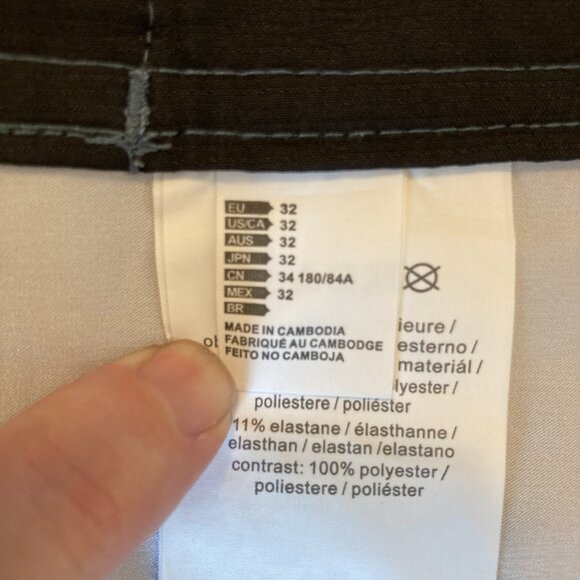 EU 32
US/CA 32
AUS 32
JPN 32
CN 34 180/84A
MEX 32
BR
MADE IN CAMBODIA
FABRIQUÉ AU CAMBODGE
FEITO NO CAMBOJA
ieure /
esterno /
materiál /
lyester /
poliestere / poliéster
11% elastane / élasthanne /
elasthan / elastan /elastano
contrast: 100% polyester /
poliestere / poliéster